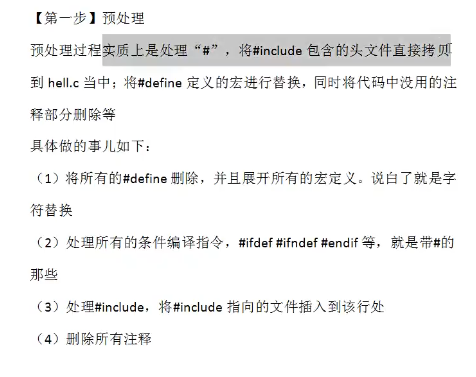 【第一步】预处理
预处理过程实质上是处理“#”，将#include 包含的头文件直接拷贝
到 hell.c 当中；将#define 定义的宏进行替换，同时将代码中没用的注
释部分删除等
具体做的事儿如下：
（1）将所有的#define 删除，并且展开所有的宏定义。说白了就是字
符替换
（2）处理所有的条件编译指令，#ifdef #ifndef #endif 等，就是带#的
那些
（3）处理#include，将#include 指向的文件插入到该行处
（4）删除所有注释